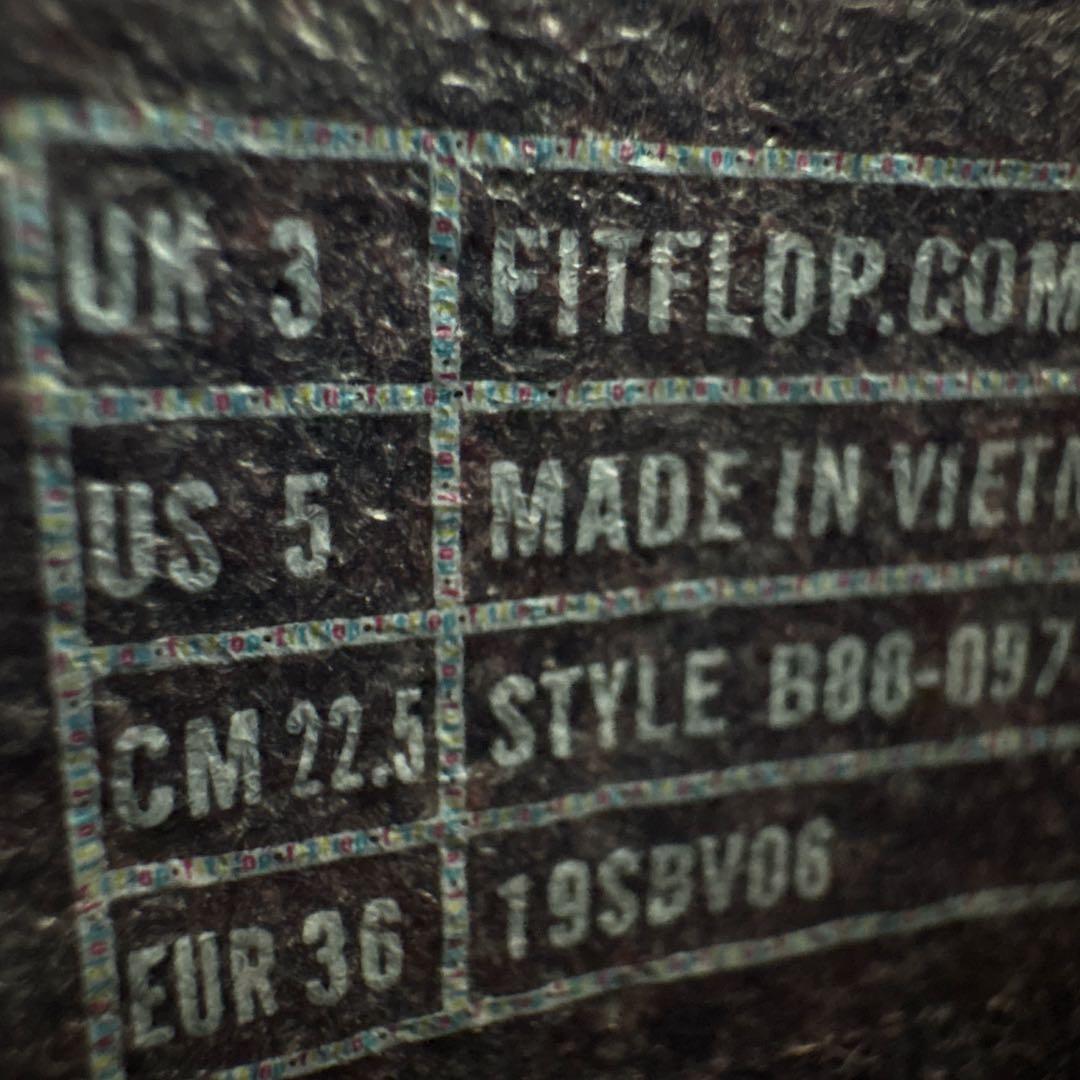 UK 3 FITFLOP.COM
US 5 MADE IN VIETN
CM 22.5 STYLE B88-097
EUR 36 19SBV06